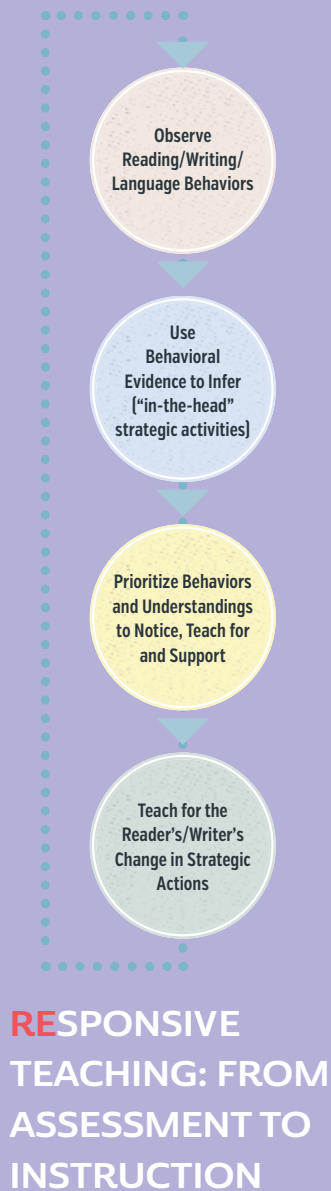 Observe
Reading/Writing/
Language Behaviors
Use
Behavioral
Evidence to Infer
(“in-the-head”
strategic activities)
Prioritize Behaviors
and Understandings
to Notice, Teach for
and Support
Teach for the
Reader’s/Writer’s
Change in Strategic
Actions
RESPONSIVE
TEACHING: FROM
ASSESSMENT TO
INSTRUCTION